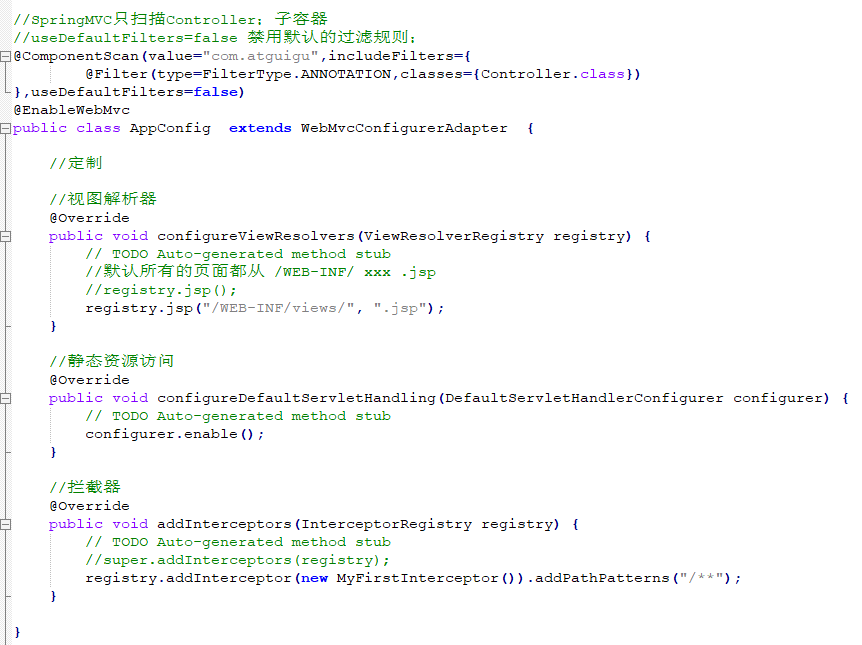 //SpringMVC只扫描Controller；子容器
//useDefaultFilters=false 禁用默认的过滤规则；
@ComponentScan(value="com.atguigu",includeFilters={
        @Filter(type=FilterType.ANNOTATION,classes={Controller.class})
},useDefaultFilters=false)
@EnableWebMvc
public class AppConfig  extends WebMvcConfigurerAdapter  {
    //定制
    //视图解析器
    @Override
    public void configureViewResolvers(ViewResolverRegistry registry) {
        // TODO Auto-generated method stub
        //默认所有的页面都从 /WEB-INF/ xxx .jsp
        //registry.jsp();
        registry.jsp("/WEB-INF/views/", ".jsp");
    }
    //静态资源访问
    @Override
    public void configureDefaultServletHandling(DefaultServletHandlerConfigurer configurer) {
        // TODO Auto-generated method stub
        configurer.enable();
    }
    //拦截器
    @Override
    public void addInterceptors(InterceptorRegistry registry) {
        // TODO Auto-generated method stub
        //super.addInterceptors(registry);
        registry.addInterceptor(new MyFirstInterceptor()).addPathPatterns("/**");
    }
}